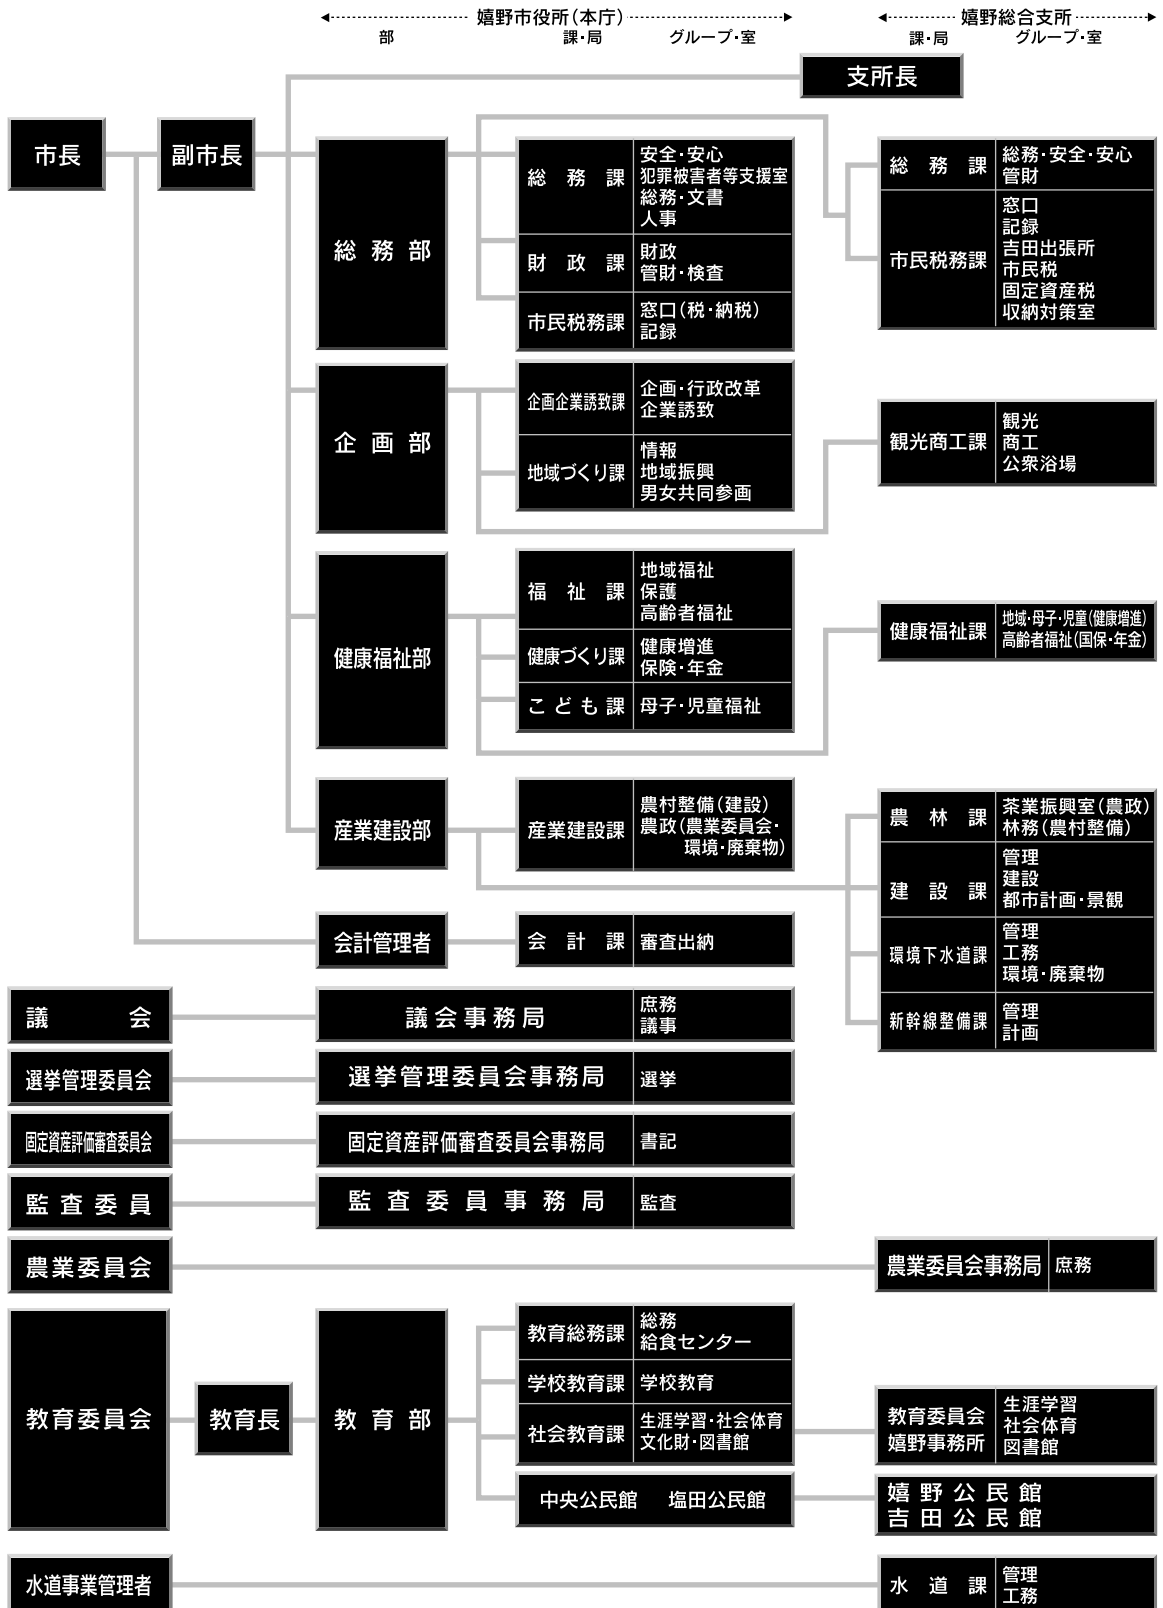 嬉野市役所(本庁)
嬉野総合支所
部
課・局
グループ・室
課・局
グループ・室
支所長
市長
副市長
総務部
総務課
安全・安心
犯罪被害者等支援室
総務・文書
人事
財政課
財政
管財・検査
市民税務課
窓口(税・納税)
記録
総務課
総務・安全・安心
管財
市民税務課
窓口
記録
吉田出張所
市民税
固定資産税
収納対策室
企画部
企画企業誘致課
企画・行政改革
企業誘致
地域づくり課
情報
地域振興
男女共同参画
観光商工課
観光
商工
公衆浴場
健康福祉部
福祉課
地域福祉
保護
高齢者福祉
健康づくり課
健康増進
保険・年金
こども課
母子・児童福祉
健康福祉課
地域・母子・児童(健康増進)
高齢者福祉(国保・年金)
産業建設部
産業建設課
農村整備(建設)
農政(農業委員会・
環境・廃棄物)
農林課
茶業振興室(農政)
林務(農村整備)
建設課
管理
建設
都市計画・景観
環境下水道課
管理
工務
環境・廃棄物
新幹線整備課
管理
計画
会計管理者
会計課
審査出納
議会
議会事務局
庶務
議事
選挙管理委員会
選挙管理委員会事務局
選挙
固定資産評価審査委員会
固定資産評価審査委員会事務局
書記
監査委員
監査委員事務局
監査
農業委員会
農業委員会事務局
庶務
教育委員会
教育長
教育部
教育総務課
総務
給食センター
学校教育課
学校教育
社会教育課
生涯学習・社会体育
文化財・図書館
教育委員会
嬉野事務所
生涯学習
社会体育
図書館
中央公民館 塩田公民館
嬉野公民館
吉田公民館
水道事業管理者
水道課
管理
工務